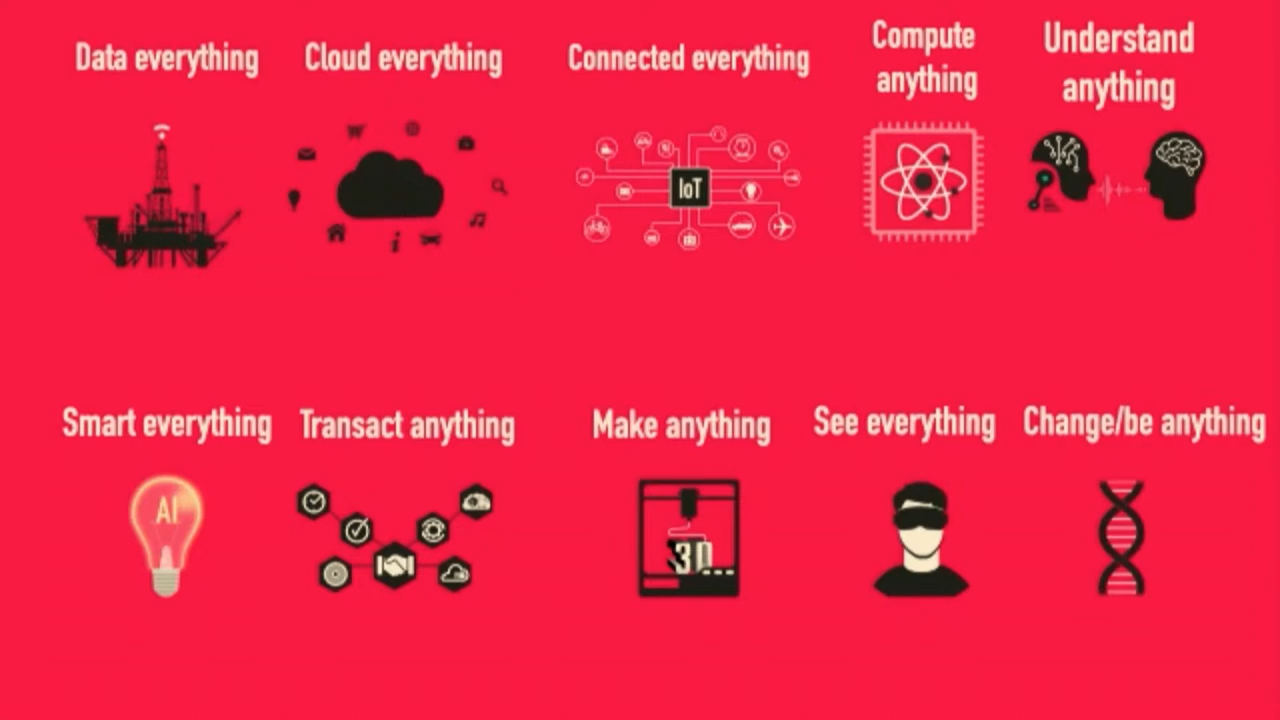 Data everything
Cloud everything
Connected everything
Compute
anything
Understand
anything
IoT
Smart everything
Transact anything
Make anything
See everything
Change/be anything
AI
3D